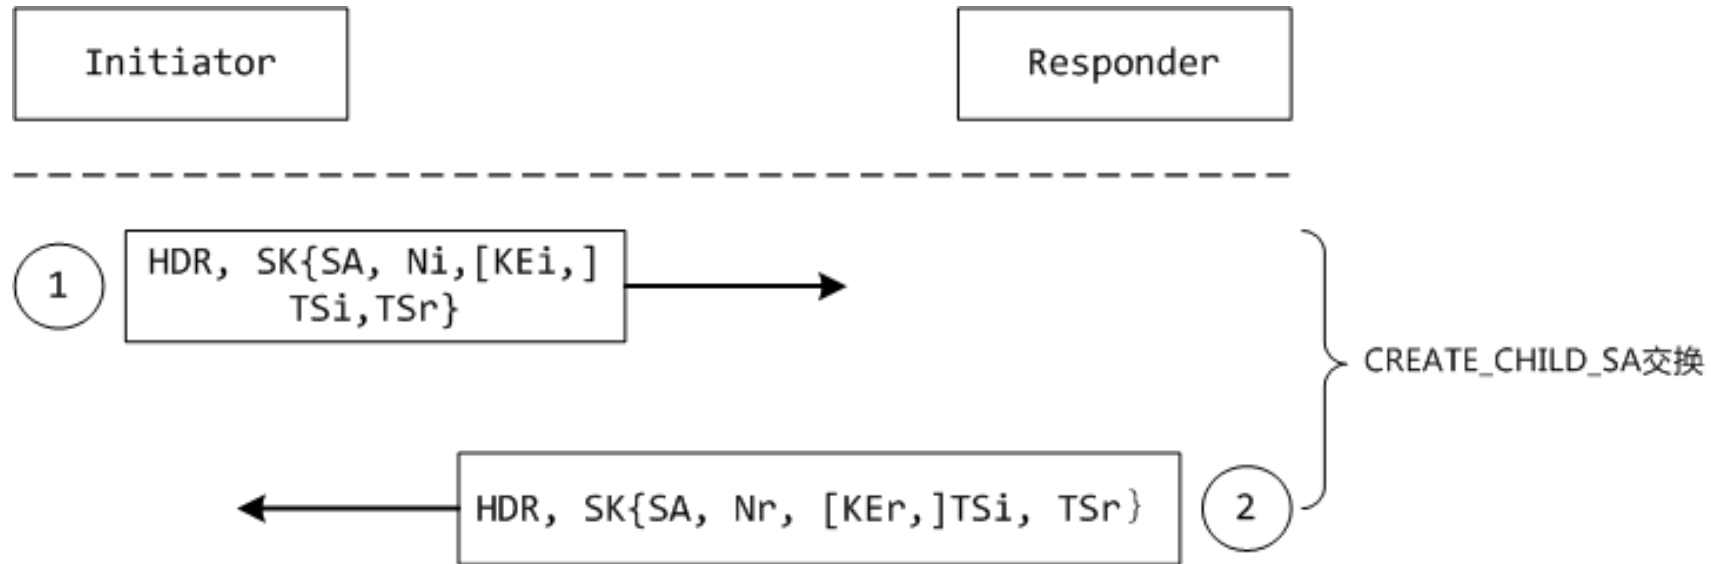 Initiator
Responder
1
HDR, SK{SA, Ni,[KEi,]
TSi,TSr}
CREATE_CHILD_SA交换
HDR, SK{SA, Nr, [KEr,]TSi, TSr}
2